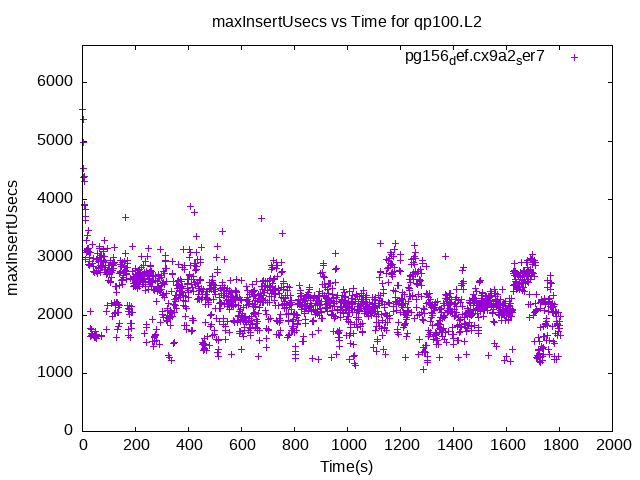 maxInsertUsecs vs Time for qp100.L2
pg156def.cx9a2ser7
maxInsertUsecs
6000
5000
4000
3000
2000
1000
0
0 200 400 600 800 1000 1200 1400 1600 1800 2000
Time(s)